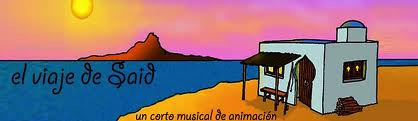 el viaje de Said
un corto musical de animación